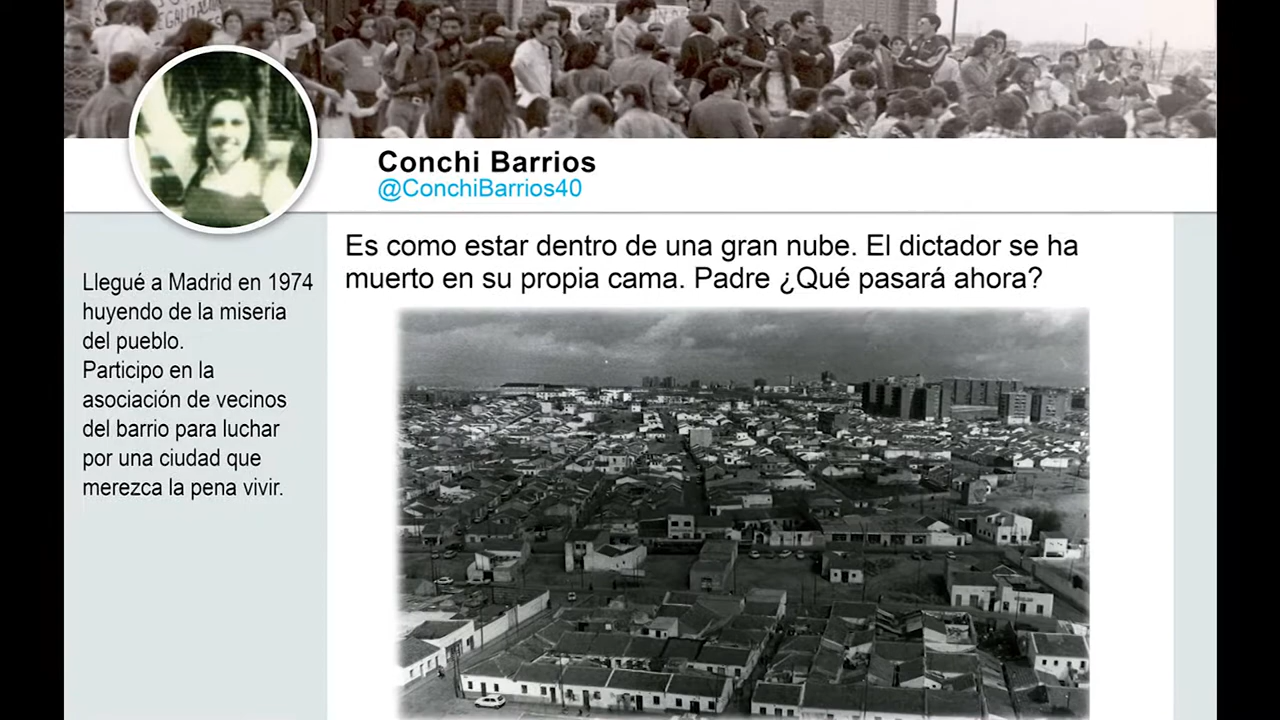 Conchi Barrios
@ConchiBarrios40
Es como estar dentro de una gran nube. El dictador se ha
muerto en su propia cama. Padre ¿Qué pasará ahora?
Llegué a Madrid en 1974
huyendo de la miseria
del pueblo.
Participo en la
asociación de vecinos
del barrio para luchar
por una ciudad que
merezca la pena vivir.